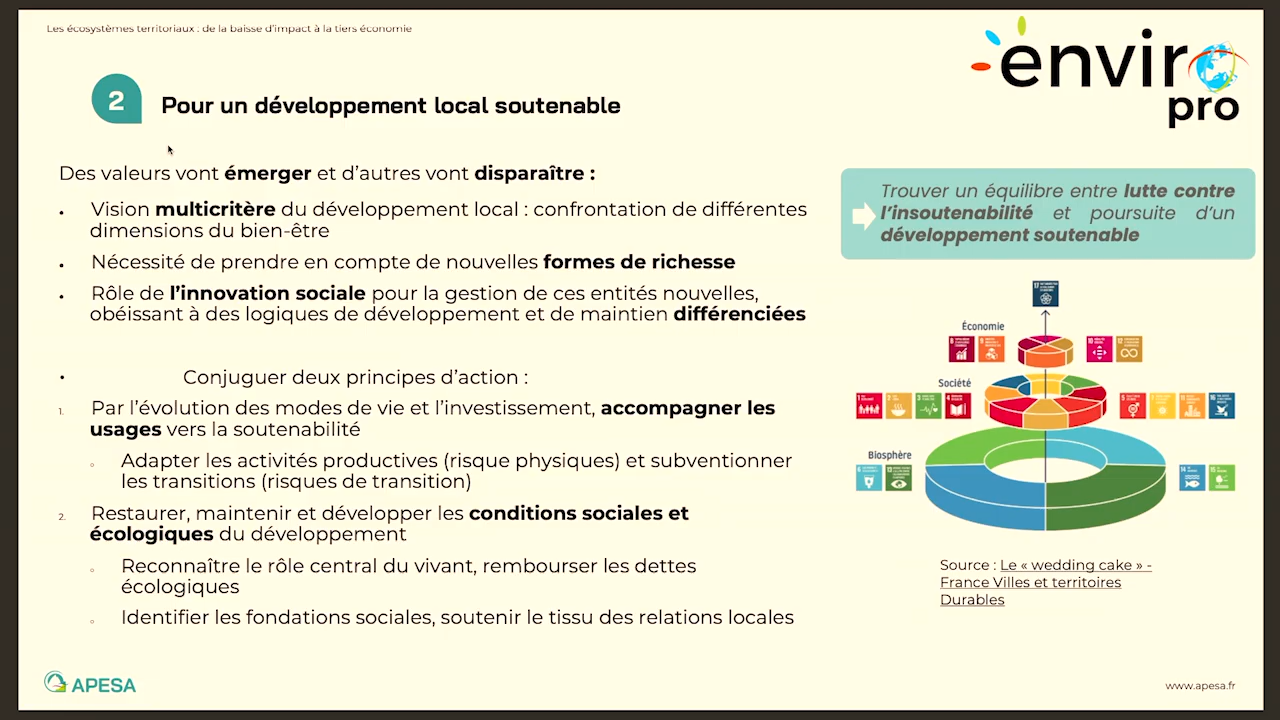 Les écosystèmes territoriaux : de la baisse d'impact à la tiers économie
enviro
pro
2
Pour un développement local soutenable
Des valeurs vont émerger et d'autres vont disparaître :
• Vision multicritère du développement local : confrontation de différentes
dimensions du bien-être
• Nécessité de prendre en compte de nouvelles formes de richesse
• Rôle de l'innovation sociale pour la gestion de ces entités nouvelles,
obéissant à des logiques de développement et de maintien différenciées
• Conjuguer deux principes d'action :
1. Par l'évolution des modes de vie et l'investissement, accompagner les
usages vers la soutenabilité
○ Adapter les activités productives (risque physiques) et subventionner
les transitions (risques de transition)
2. Restaurer, maintenir et développer les conditions sociales et
écologiques du développement
○ Reconnaître le rôle central du vivant, rembourser les dettes
écologiques
○ Identifier les fondations sociales, soutenir le tissu des relations locales
Trouver un équilibre entre lutte contre
l'insoutenabilité et poursuite d'un
développement soutenable
17
Économie
Société
Biosphère
Source : Le « wedding cake » -
France Villes et territoires
Durables
APESA
www.apesa.fr